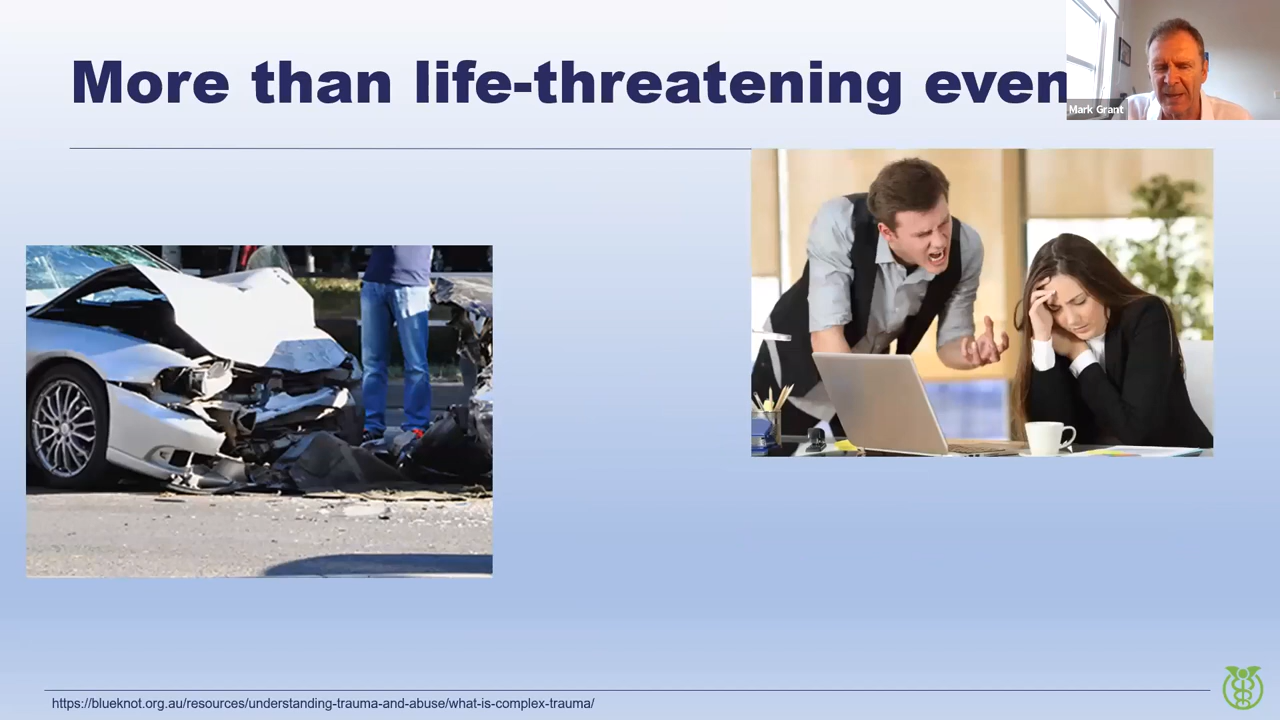 More than life-threatening even
Mark Grant
https://blueknot.org.au/resources/understanding-trauma-and-abuse/what-is-complex-trauma/